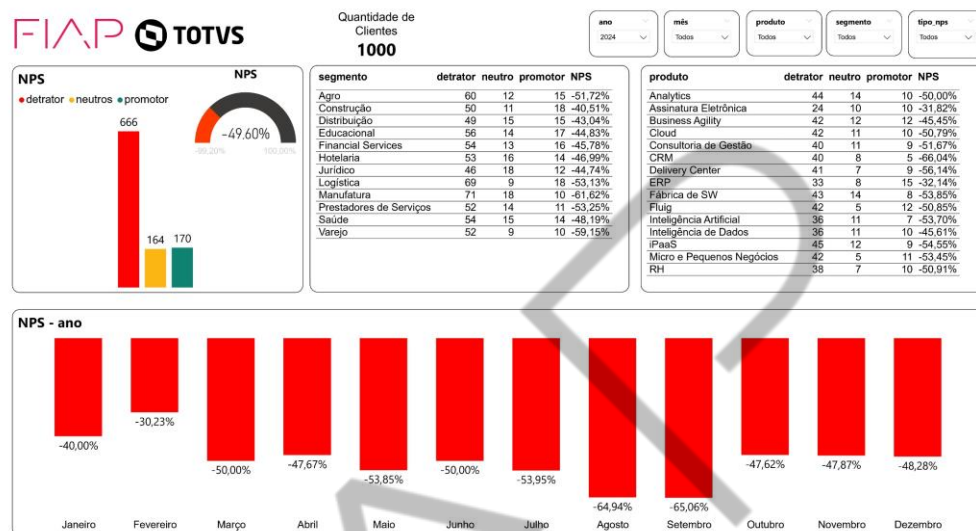 FIAP TOTVS
Quantidade de
Clientes
1000
ano mês produto segmento tipo_nps
2024 Todos Todos Todos Todos
NPS
detrator neutros promotor
666
164 170
NPS
-49,60%
-99,20% 100,00%
segmento detrator neutro promotor NPS
Agro 60 12 15 -51,72%
Construção 50 11 18 -40,51%
Distribuição 49 15 15 -43,04%
Educacional 56 14 17 -44,83%
Financial Services 54 13 16 -45,78%
Hotelaria 53 16 14 -46,99%
Jurídico 46 18 12 -44,74%
Logística 69 9 18 -53,13%
Manufatura 71 18 10 -61,62%
Prestadores de Serviços 52 14 11 -53,25%
Saúde 54 15 14 -48,19%
Varejo 52 9 10 -59,15%
produto detrator neutro promotor NPS
Analytics 44 14 10 -50,00%
Assinatura Eletrônica 24 10 10 -31,82%
Business Agility 42 12 12 -45,45%
Cloud 42 11 10 -50,79%
Consultoria de Gestão 40 11 9 -51,67%
CRM 40 8 5 -66,04%
Delivery Center 41 7 9 -56,14%
ERP 33 8 15 -32,14%
Fábrica de SW 43 14 8 -53,85%
Fluig 42 5 12 -50,85%
Inteligência Artificial 36 11 7 -53,70%
Inteligência de Dados 36 11 10 -45,61%
iPaaS 45 12 9 -54,55%
Micro e Pequenos Negócios 42 5 11 -53,45%
RH 38 7 10 -50,91%
NPS - ano
-40,00% -30,23% -50,00% -47,67% -53,85% -50,00% -53,95% -64,94% -65,06% -47,62% -47,87% -48,28%
Janeiro Fevereiro Março Abril Maio Junho Julho Agosto Setembro Outubro Novembro Dezembro